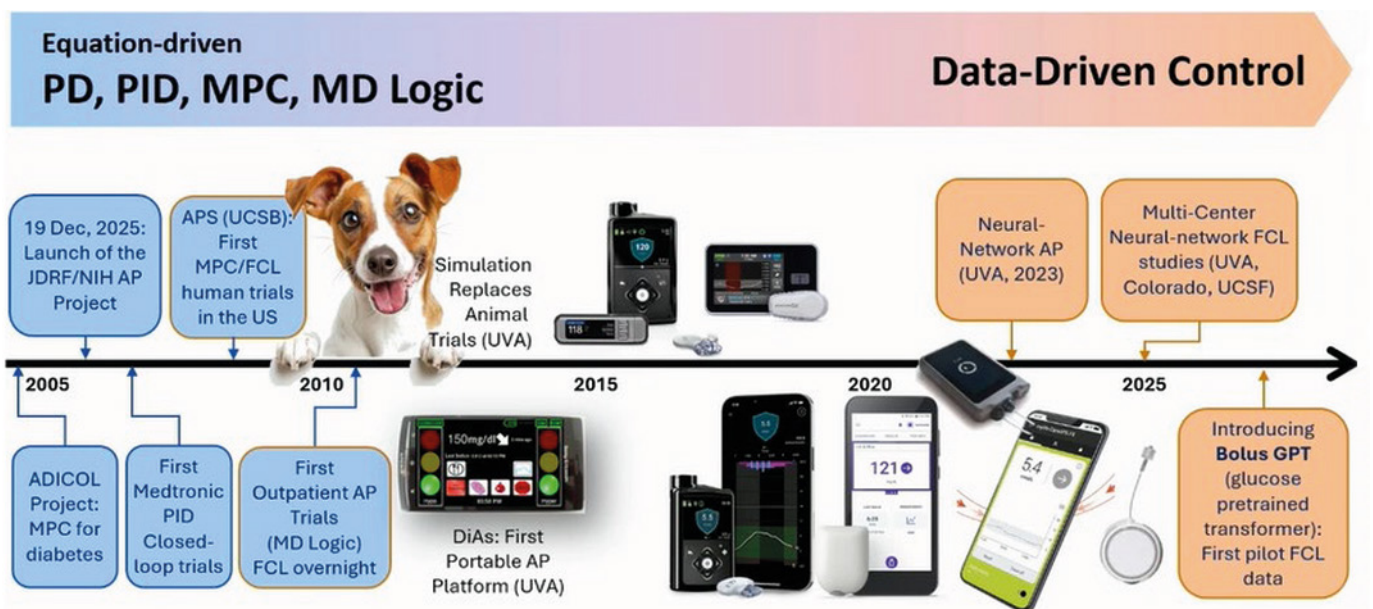 Equation-driven
PD, PID, MPC, MD Logic
Data-Driven Control
19 Dec, 2025:
Launch of the
JDRF/NIH AP
Project
APS (UCSB):
First
MPC/FCL
human trials
in the US
Simulation
Replaces
Animal
Trials (UVA)
120
118
Neural-
Network AP
(UVA, 2023)
Multi-Center
Neural-network FCL
studies (UVA,
Colorado, UCSF)
2005
2010
2015
2020
2025
ADICOL
Project:
MPC for
diabetes
First
Medtronic
PID
Closed-
loop trials
First
Outpatient AP
Trials
(MD Logic)
FCL overnight
150mg/dl
DiAs: First
Portable AP
Platform (UVA)
5.5
5.5
121
5.4
Introducing
Bolus GPT
(glucose
pretrained
transformer):
First pilot FCL
data